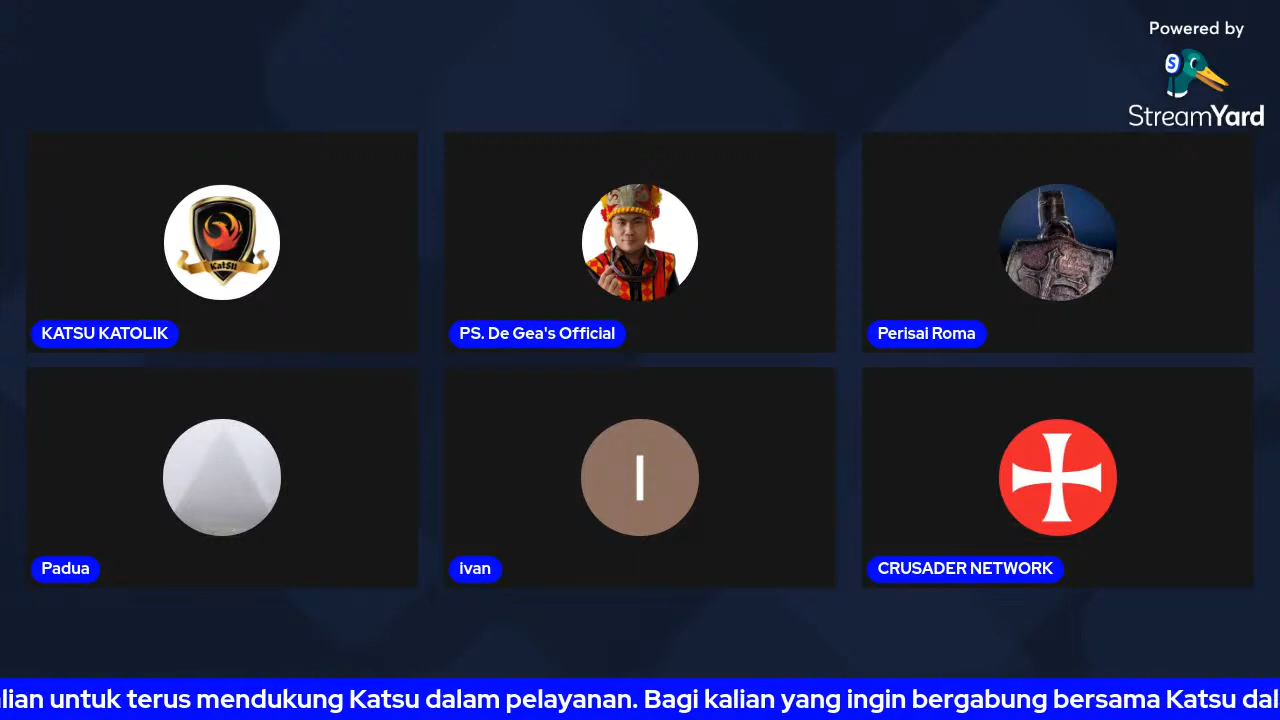 Powered by
S
StreamYard
KatSU
KATSU KATOLIK
PS. De Gea's Official
Perisai Roma
I
Padua
ivan
CRUSADER NETWORK
lian untuk terus mendukung Katsu dalam pelayanan. Bagi kalian yang ingin bergabung bersama Katsu dal